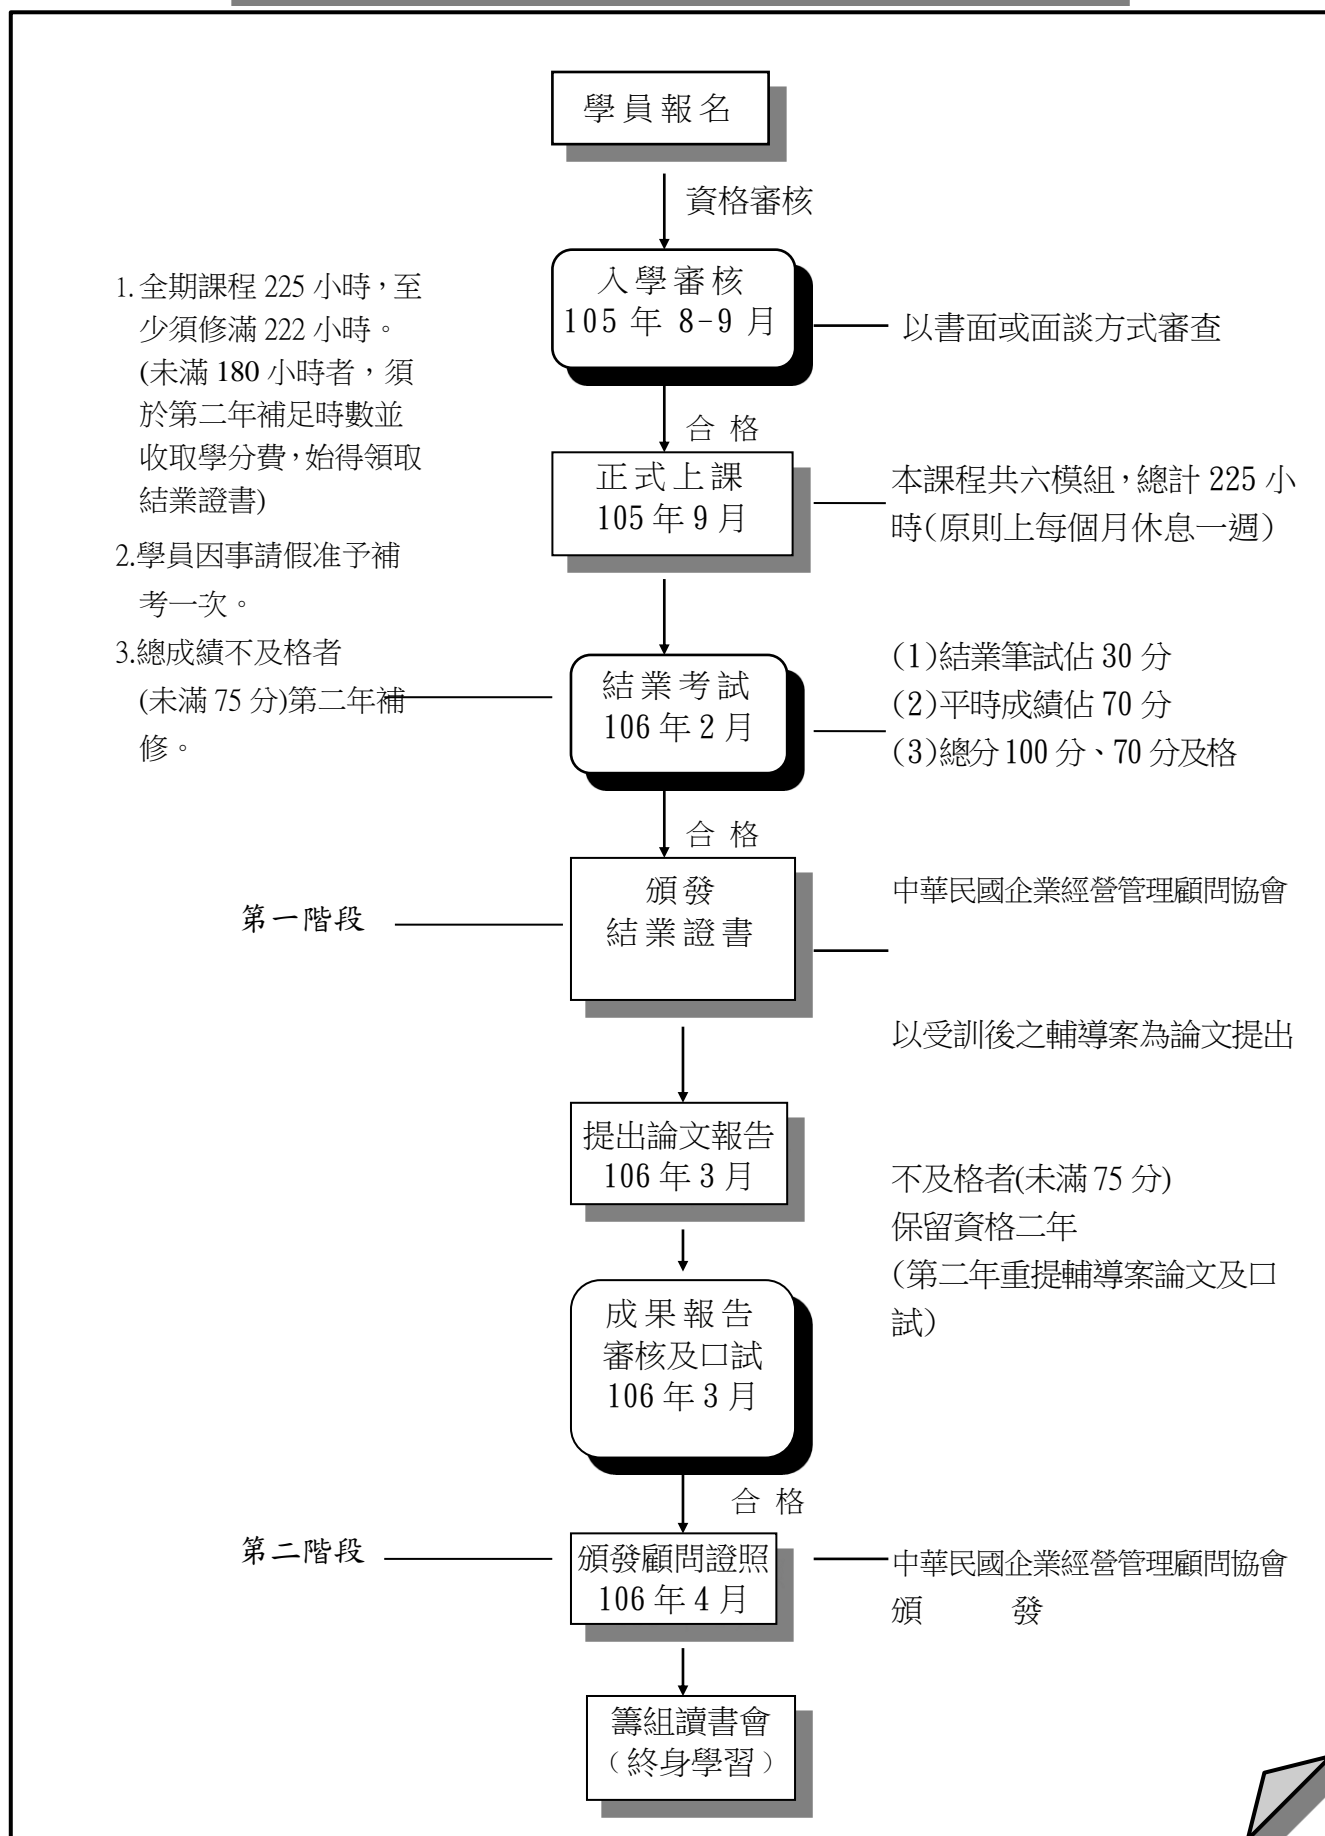 學員報名
資格審核
入學審核
105 年 8-9 月
以書面或面談方式審查
1. 全期課程 225 小時，至
少須修滿 222 小時。
(未滿 180 小時者，須
於第二年補足時數並
收取學分費，始得領取
結業證書)
2.學員因事請假准予補
考一次。
3.總成績不及格者
(未滿 75 分)第二年補
修。
合 格
正式上課
105 年 9 月
本課程共六模組，總計 225 小
時(原則上每個月休息一週)
結業考試
106 年 2 月
(1)結業筆試佔 30 分
(2)平時成績佔 70 分
(3)總分 100 分、70 分及格
合 格
頒發
結業證書
第一階段
中華民國企業經營管理顧問協會
以受訓後之輔導案為論文提出
提出論文報告
106 年 3 月
不及格者(未滿 75 分)
保留資格二年
(第二年重提輔導案論文及口
試)
成果報告
審核及口試
106 年 3 月
合 格
第二階段
頒發顧問證照
106 年 4 月
中華民國企業經營管理顧問協會
頒 發
籌組讀書會
（終身學習）